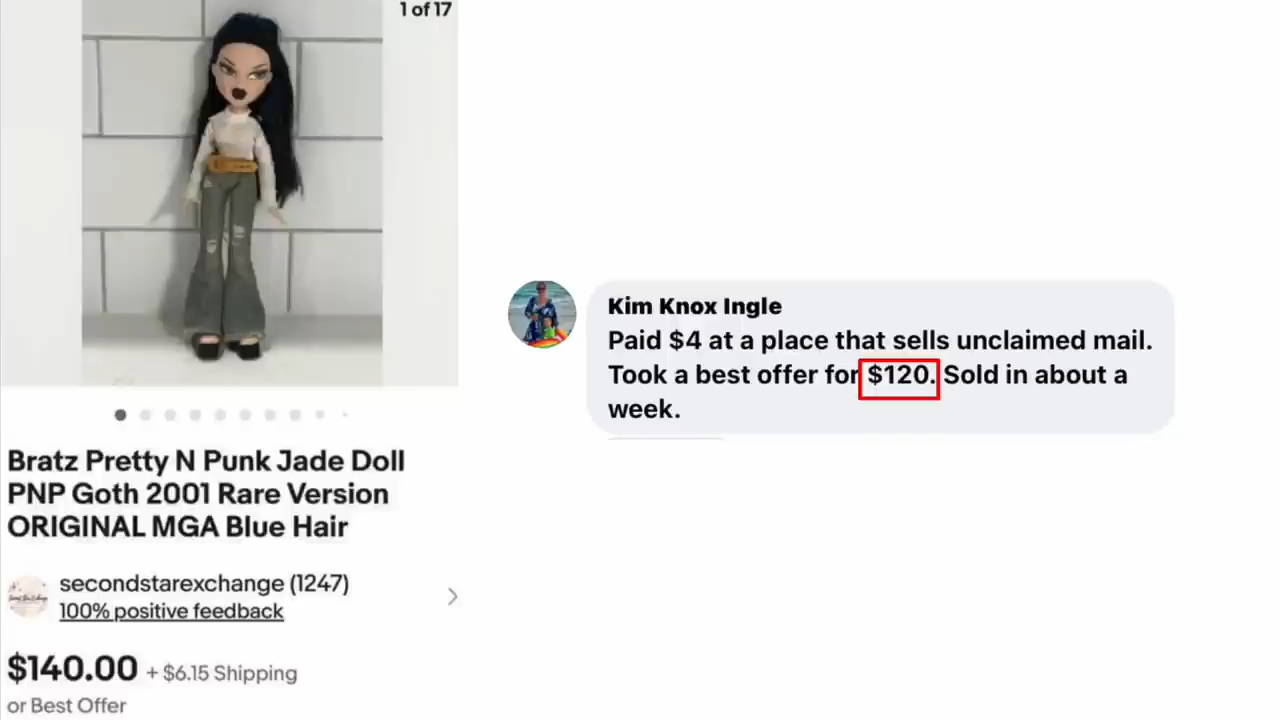 1 of 17
Bratz Pretty N Punk Jade Doll
PNP Goth 2001 Rare Version
ORIGINAL MGA Blue Hair
secondstarexchange (1247)
100% positive feedback
$140.00 + $6.15 Shipping
or Best Offer
Kim Knox Ingle
Paid $4 at a place that sells unclaimed mail.
Took a best offer for $120. Sold in about a
week.